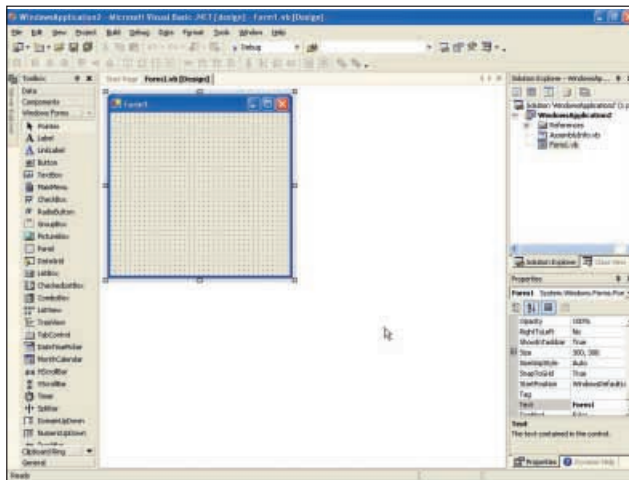 WindowsApplication2 - Microsoft Visual Basic .NET [design] - Form1.vb [Design]
File Edit View Project Build Debug Data Format Tools Window Help
Debug
Toolbox
Data
Components
Windows Forms
Pointer
Label
LinkLabel
Button
TextBox
MainMenu
CheckBox
RadioButton
GroupBox
PictureBox
Panel
DataGrid
ListBox
CheckedListBox
ComboBox
ListView
TreeView
TabControl
DateTimePicker
MonthCalendar
HScrollBar
VScrollBar
Timer
Splitter
DomainUpDown
NumericUpDown
Clipboard Ring
General
Start Page Form1.vb [Design]
Form1
Solution Explorer - WindowsAp...
Solution 'WindowsApplication2' (1 p
WindowsApplication2
References
AssemblyInfo.vb
Form1.vb
Solution Explorer Class View
Properties
Form1 System.Windows.Forms.For
Opacity 100%
RightToLeft No
ShowInTaskbar True
Size 300, 300
SizeGripStyle Auto
SnapToGrid True
StartPosition WindowsDefaultL
Tag
Text Form1
Text
The text contained in the control.
Properties Dynamic Help
Ready